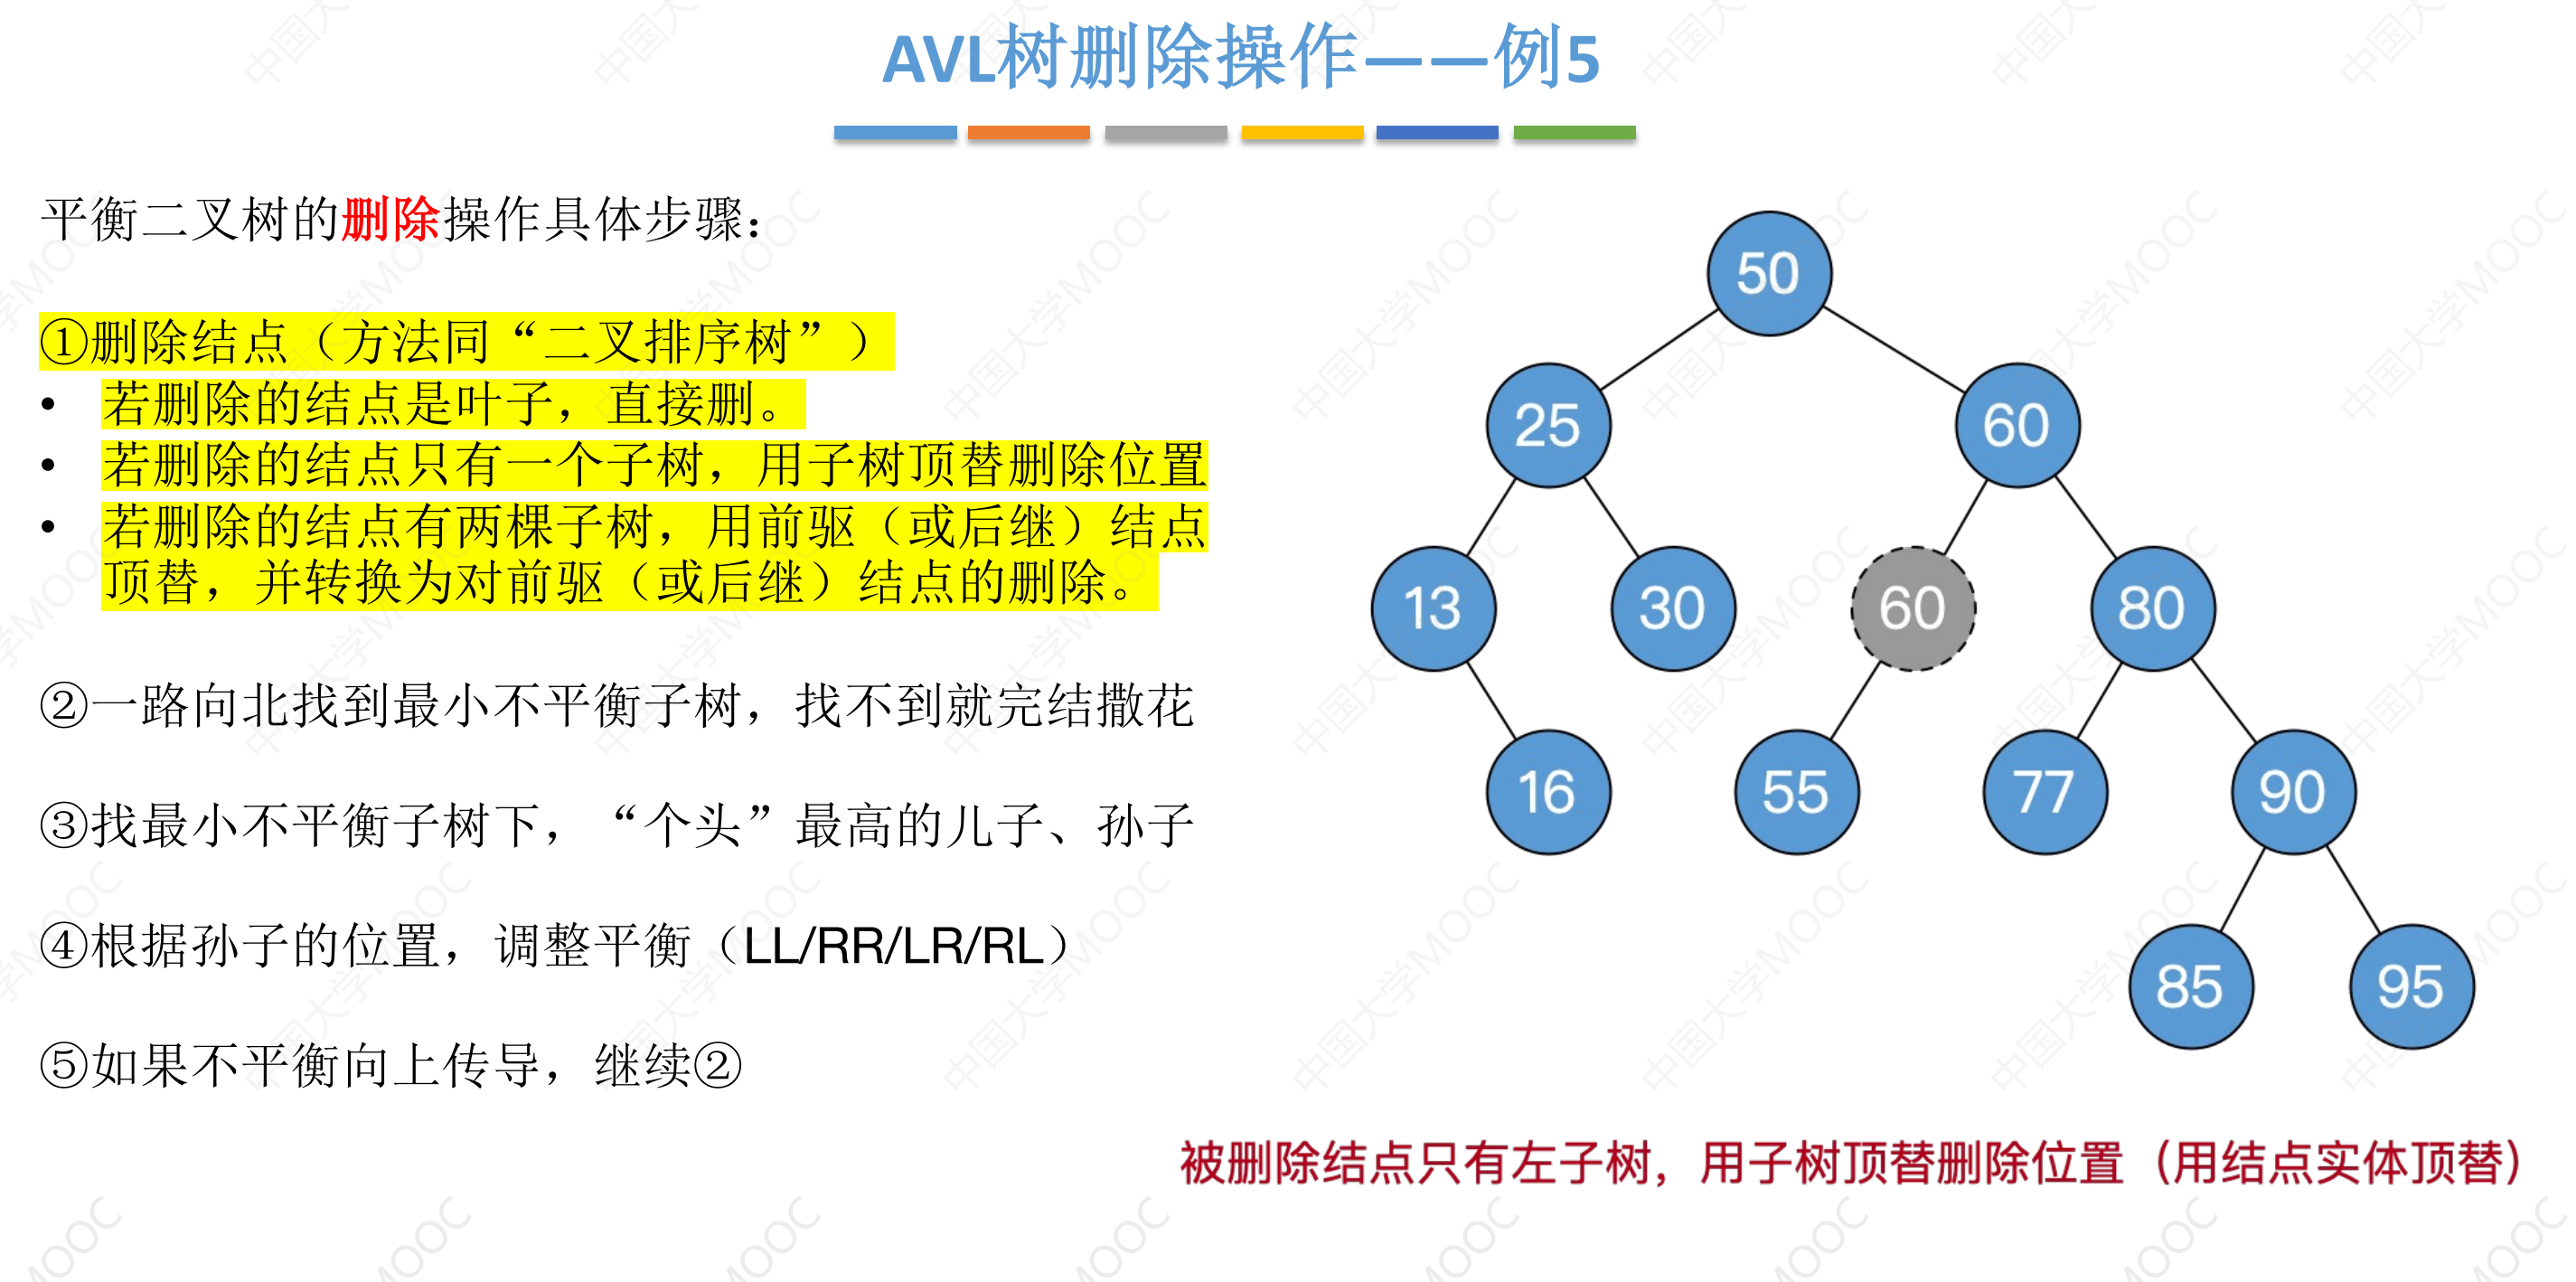 AVL树删除操作——例5
平衡二叉树的删除操作具体步骤：
①删除结点（方法同“二叉排序树”）
• 若删除的结点是叶子，直接删。
• 若删除的结点只有一个子树，用子树顶替删除位置
• 若删除的结点有两棵子树，用前驱（或后继）结点
顶替，并转换为对前驱（或后继）结点的删除。
②一路向北找到最小不平衡子树，找不到就完结撒花
③找最小不平衡子树下，“个头”最高的儿子、孙子
④根据孙子的位置，调整平衡（LL/RR/LR/RL）
⑤如果不平衡向上传导，继续②
50
25 60
13 30 60 80
16 55 77 90
85 95
被删除结点只有左子树，用子树顶替删除位置（用结点实体顶替）
中国大学MOOC